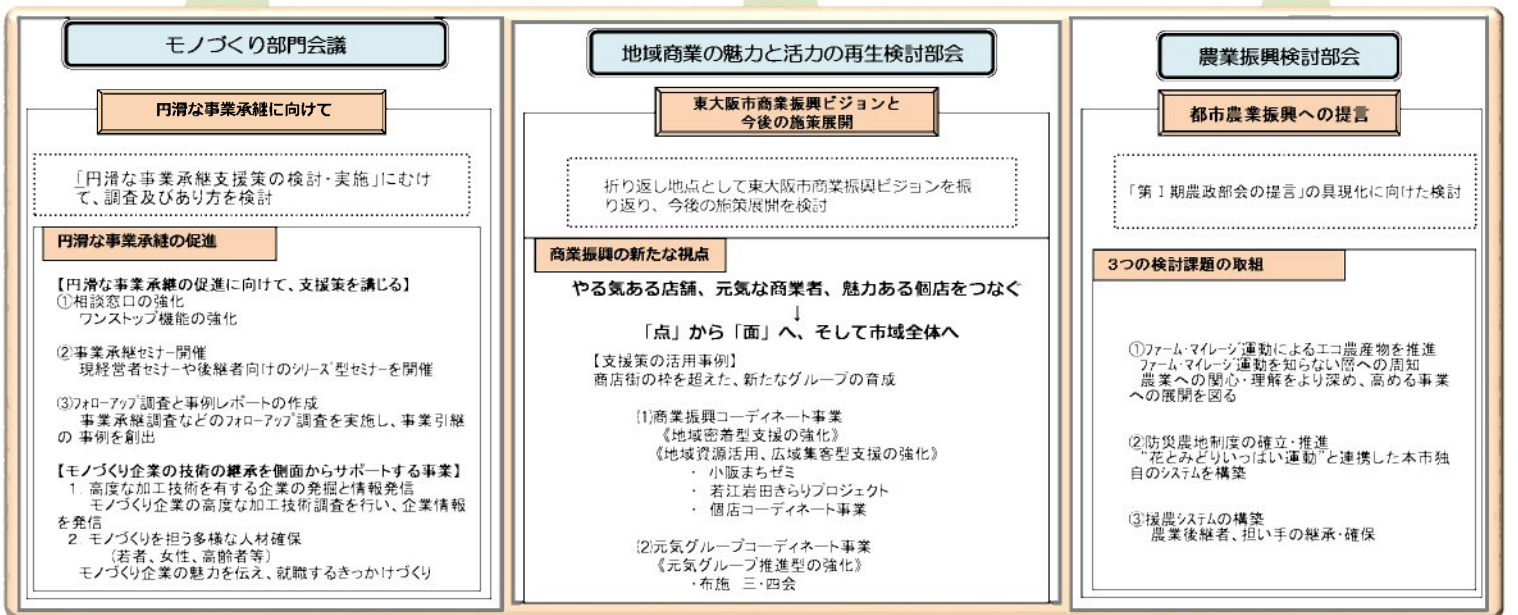 モノづくり部門会議
円滑な事業承継に向けて
「円滑な事業承継支援策の検討・実施」にむけ
て、調査及びあり方を検討
円滑な事業承継の促進
【円滑な事業承継の促進に向けて、支援策を講じる】
①相談窓口の強化
ワンストップ機能の強化
②事業承継セミナー開催
現経営者セミナーや後継者向けのシリーズ型セミナーを開催
③フォローアップ調査と事例レポートの作成
事業承継調査などのフォローアップ調査を実施し、事業引継
の 事例を創出
【モノづくり企業の技術の継承を側面からサポートする事業】
1. 高度な加工技術を有する企業の発掘と情報発信
モノづくり企業の高度な加工技術調査を行い、企業情報
を発信
2. モノづくりを担う多様な人材確保
(若者、女性、高齢者等)
モノづくり企業の魅力を伝え、就職するきっかけづくり
地域商業の魅力と活力の再生検討部会
東大阪市商業振興ビジョンと
今後の施策展開
折り返し地点として東大阪市商業振興ビジョンを振
り返り、今後の施策展開を検討
商業振興の新たな視点
やる気ある店舗、元気な商業者、魅力ある個店をつなぐ
↓
「点」から「面」へ、そして市域全体へ
【支援策の活用事例】
商店街の枠を超えた、新たなグループの育成
(1)商業振興コーディネート事業
《地域密着型支援の強化》
《地域資源活用、広域集客型支援の強化》
・ 小阪まちゼミ
・ 若江岩田きらりプロジェクト
・ 個店コーディネート事業
(2)元気グループコーディネート事業
《元気グループ推進型の強化》
・布施 三・四会
農業振興検討部会
都市農業振興への提言
「第Ⅰ期農政部会の提言」の具現化に向けた検討
3つの検討課題の取組
①ファーム・マイレージ運動によるエコ農産物を推進
ファーム・マイレージ運動を知らない層への周知
農業への関心・理解をより深め、高める事業
への展開を図る
②防災農地制度の確立・推進
"花とみどりいっぱい運動"と連携した本市独
自のシステムを構築
③援農システムの構築
農業後継者、担い手の継承・確保